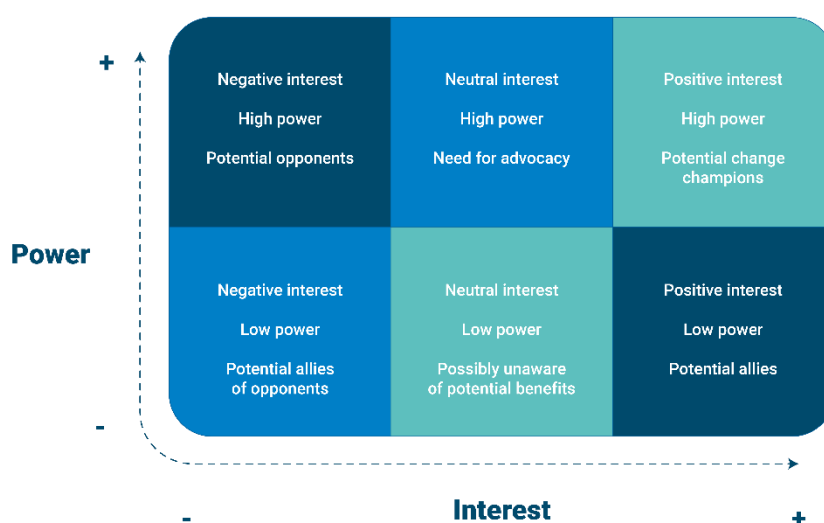 +
Negative interest
High power
Potential opponents
Neutral interest
High power
Need for advocacy
Positive interest
High power
Potential change
champions
Power
Negative interest
Low power
Potential allies
of opponents
Neutral interest
Low power
Possibly unaware
of potential benefits
Positive interest
Low power
Potential allies
-
-
Interest
+